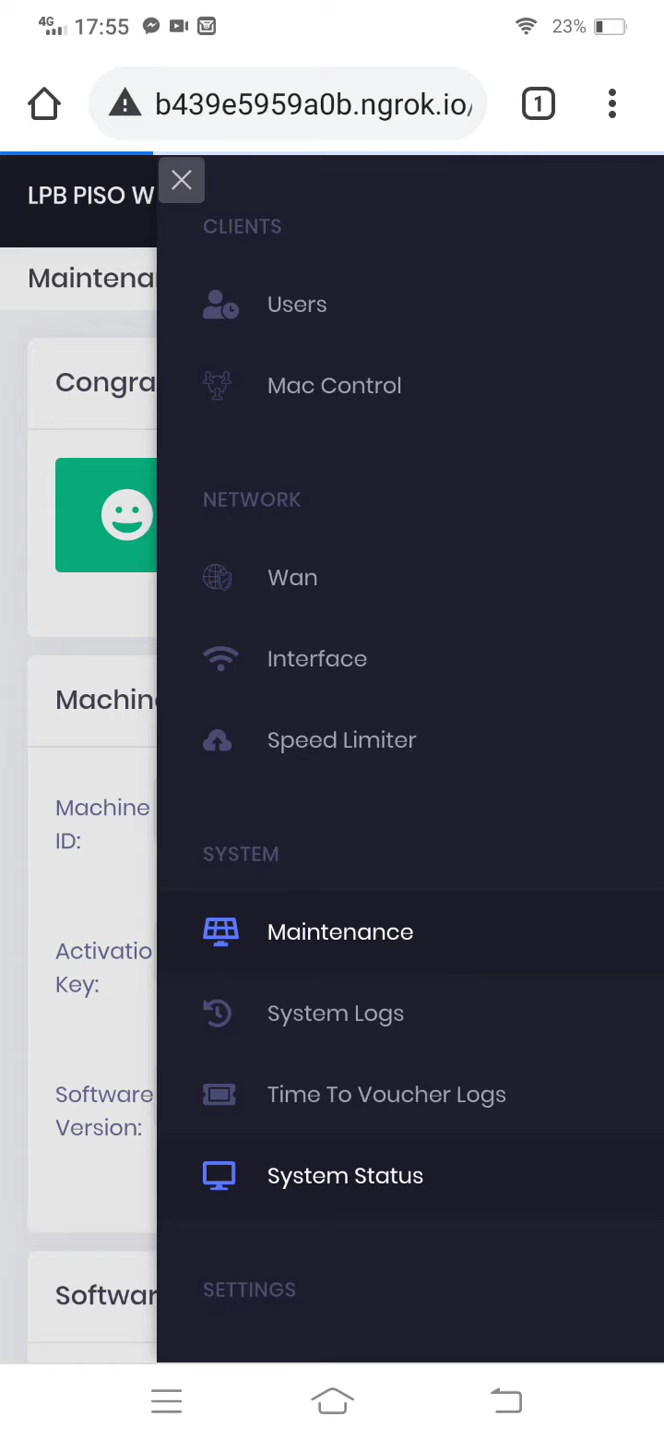 4G 17:55 23%
b439e5959a0b.ngrok.io/ 1
LPB PISO W
CLIENTS
Maintena
Users
Congra
Mac Control
NETWORK
Wan
Interface
Machin
Speed Limiter
Machine
ID:
SYSTEM
Maintenance
Activatio
Key:
System Logs
Software
Version:
Time To Voucher Logs
System Status
SETTINGS
Softwar